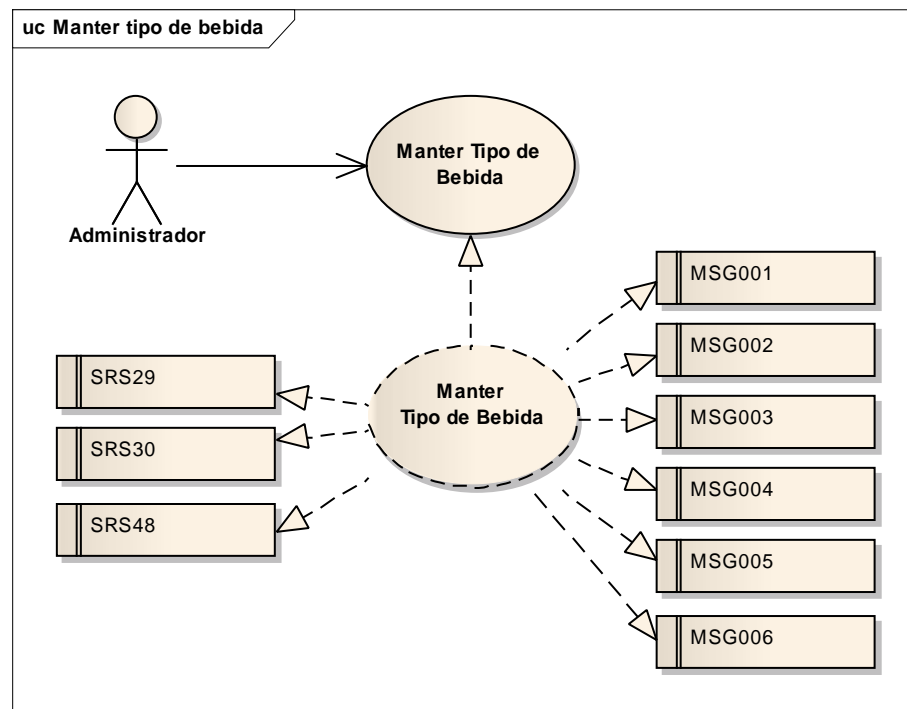 uc Manter tipo de bebida
Administrador
Manter Tipo de
Bebida
Manter
Tipo de Bebida
SRS29
SRS30
SRS48
MSG001
MSG002
MSG003
MSG004
MSG005
MSG006